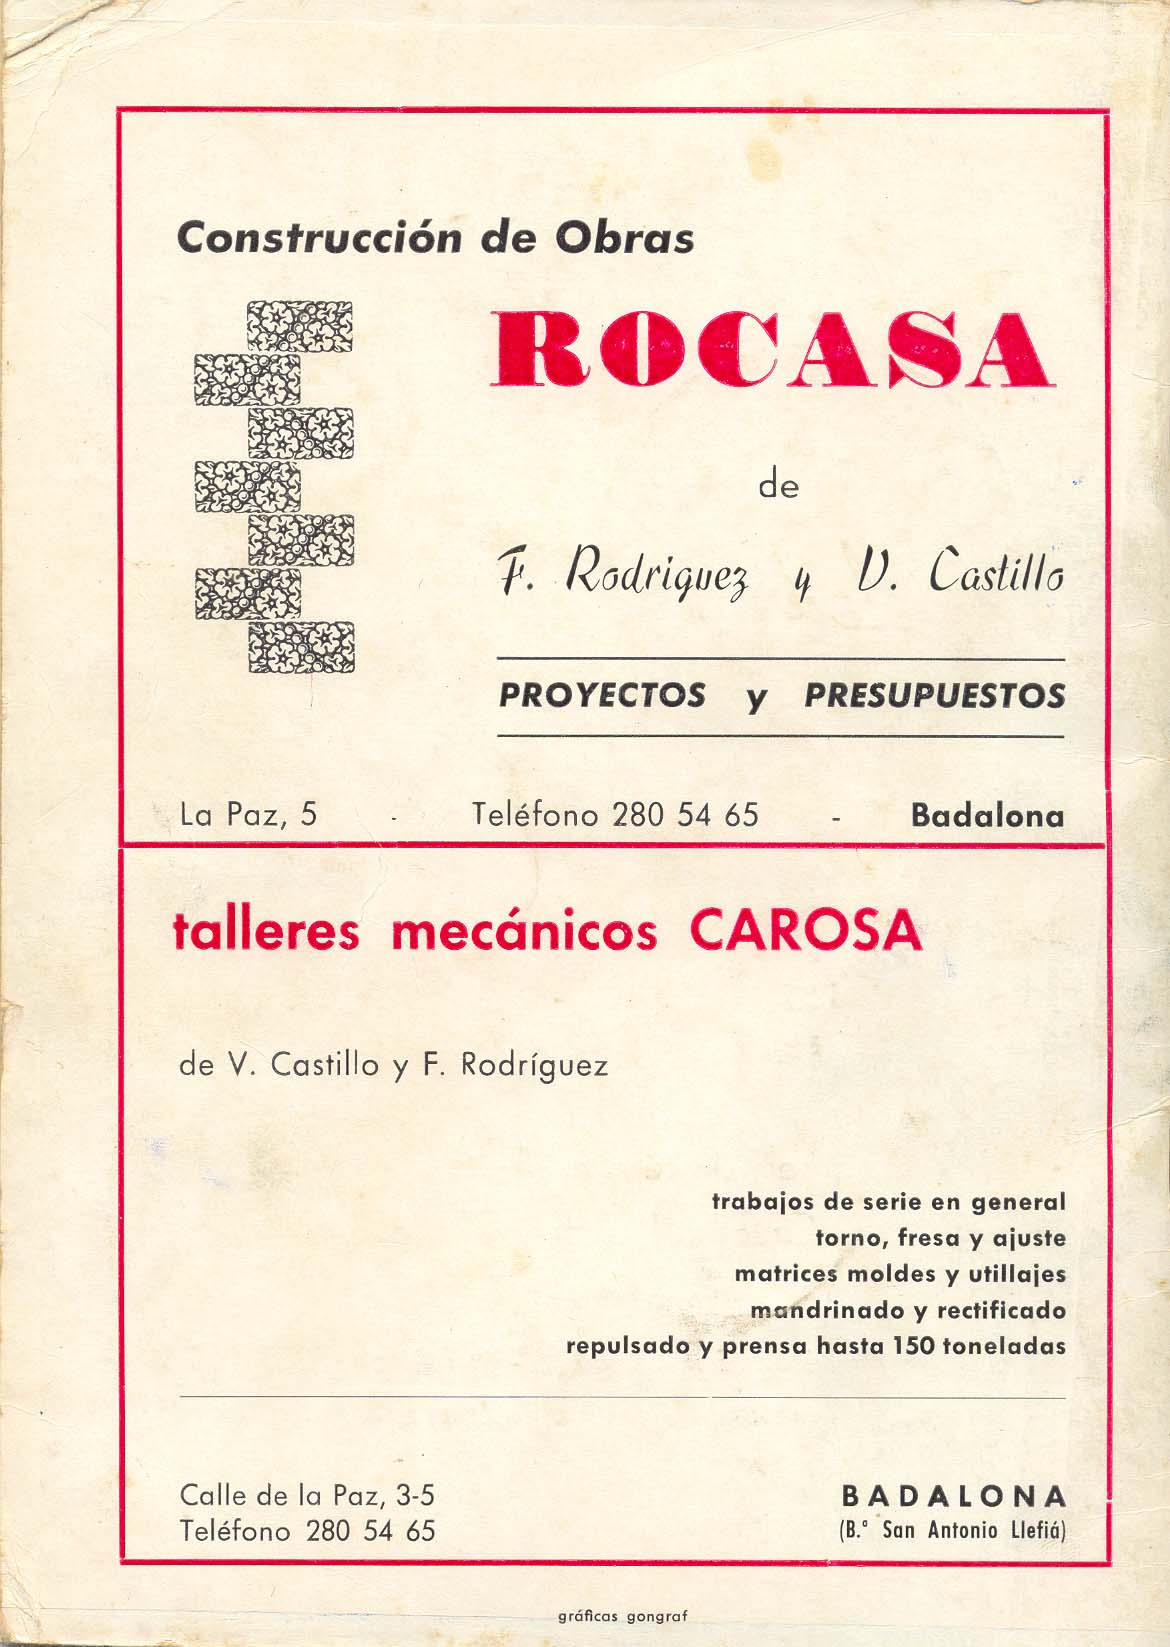 Construcción de Obras
ROCASA
de
F. Rodriguez y V. Castillo
PROYECTOS y PRESUPUESTOS
La Paz, 5 - Teléfono 280 54 65 - Badalona
talleres mecánicos CAROSA
de V. Castillo y F. Rodríguez
trabajos de serie en general
torno, fresa y ajuste
matrices moldes y utillajes
mandrinado y rectificado
repulsado y prensa hasta 150 toneladas
Calle de la Paz, 3-5
Teléfono 280 54 65
BADALONA
(B.º San Antonio Llefiá)
gráficas gongraf